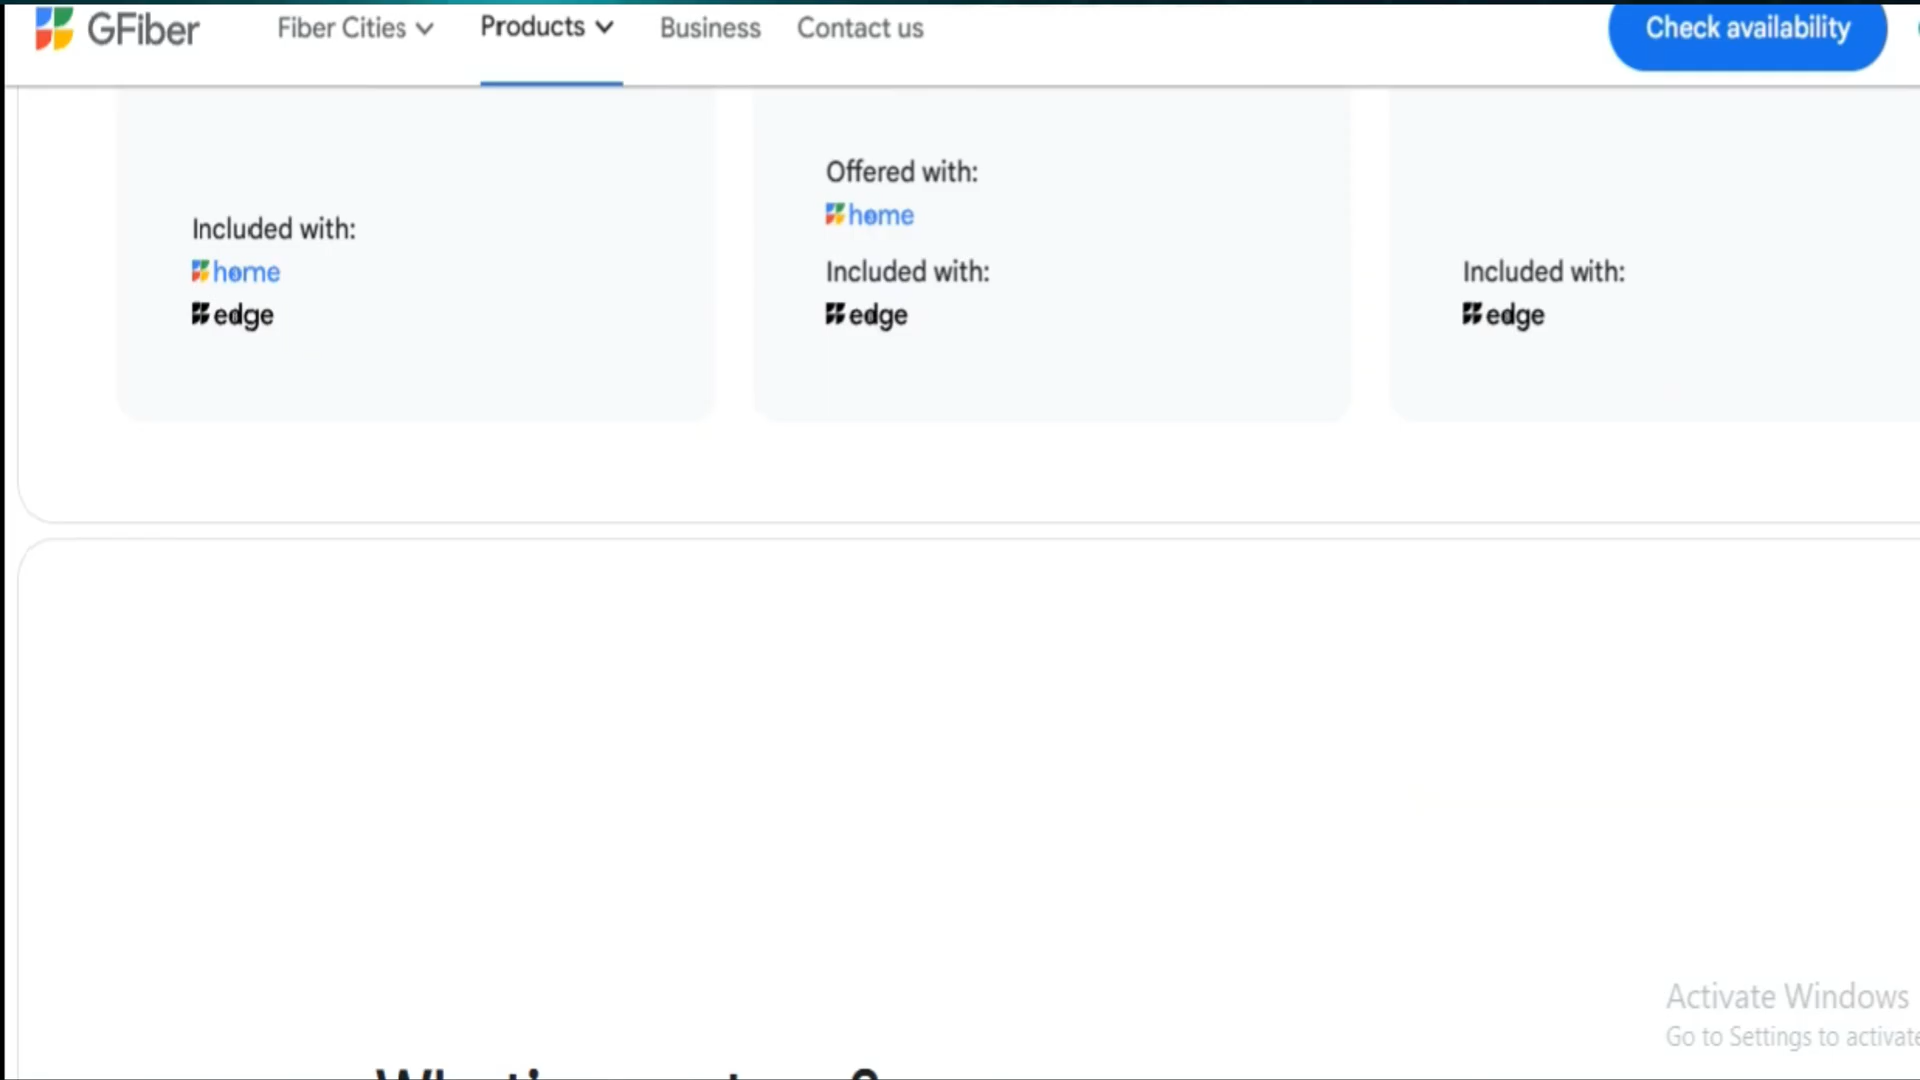 GFiber
Fiber Cities
Products
Business
Contact us
Check availability
Included with:
home
edge
Offered with:
home
Included with:
edge
Included with:
edge
Activate Windows
Go to Settings to activate